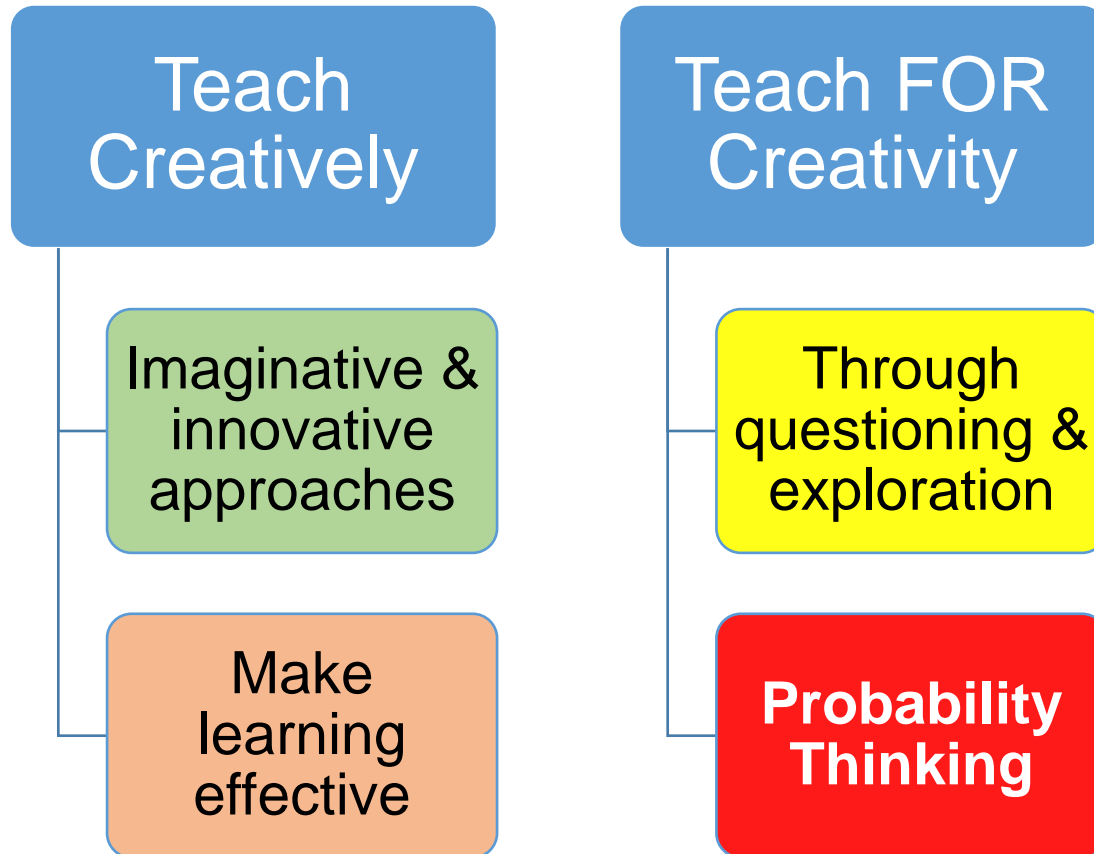 Teach
Creatively
Imaginative &
innovative
approaches
Make
learning
effective
Teach FOR
Creativity
Through
questioning &
exploration
Probability
Thinking